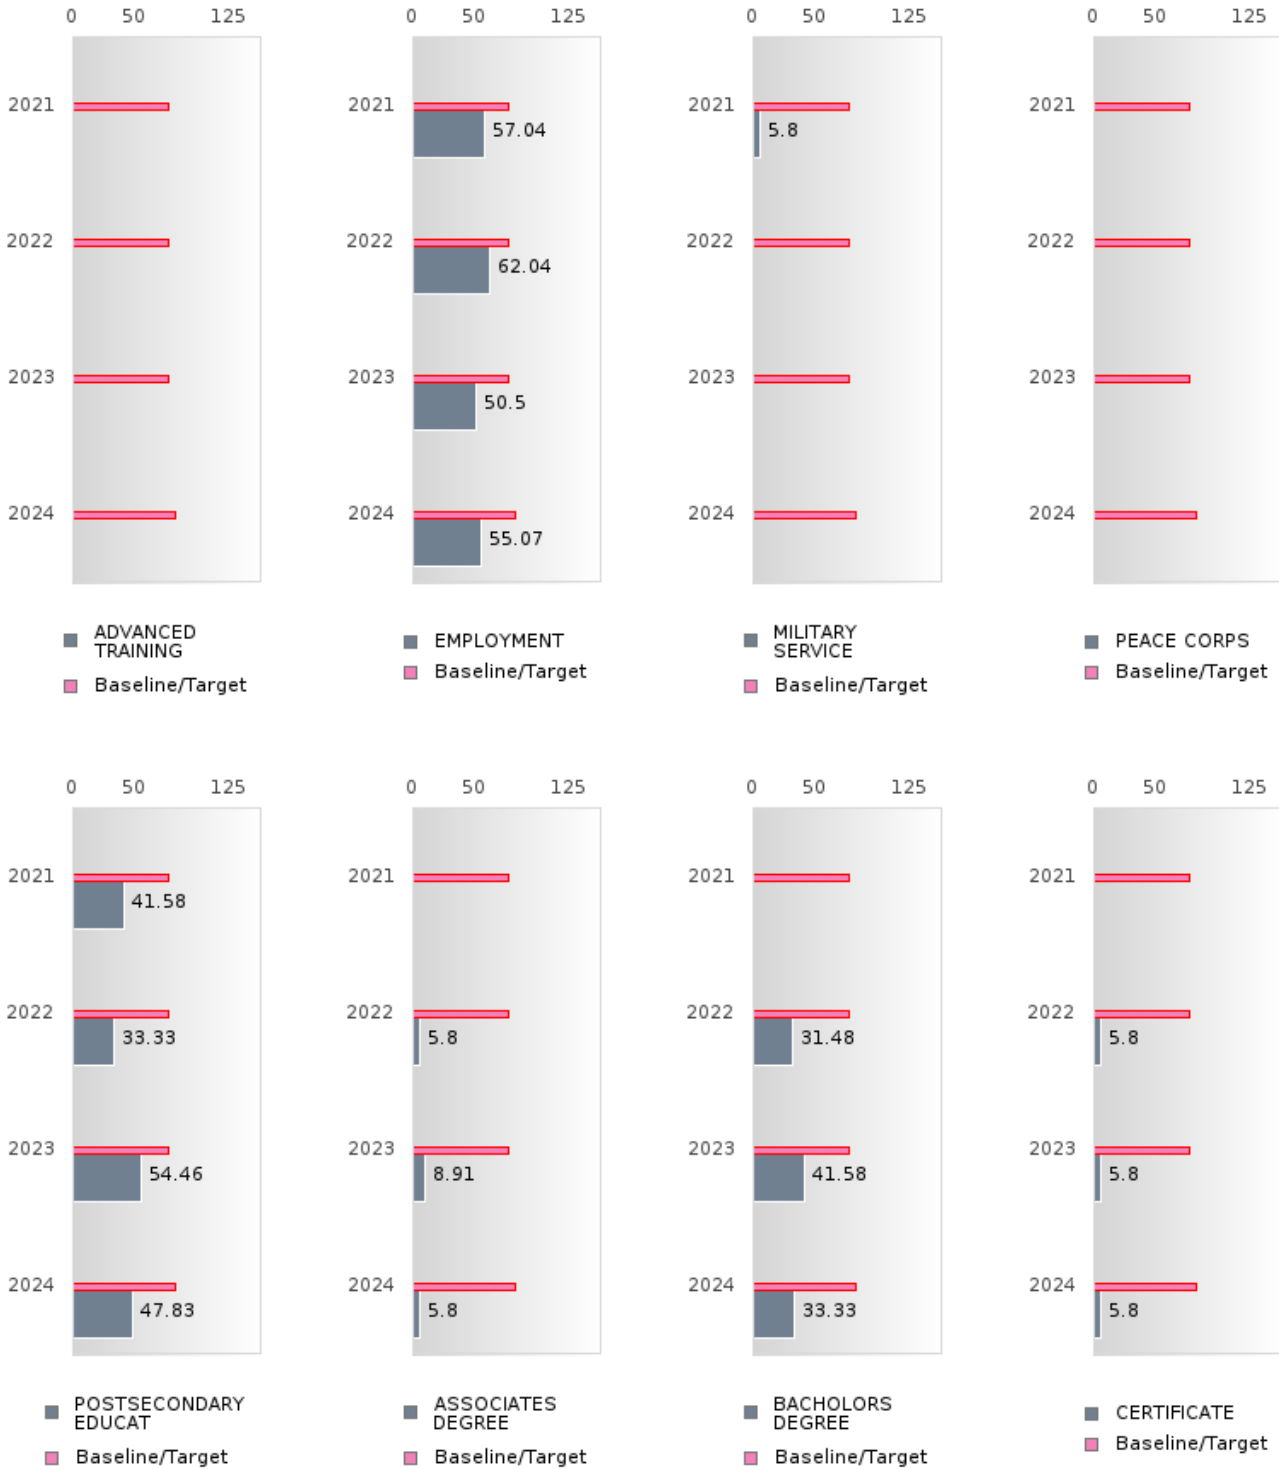 0 50 125 0 50 125 0 50 125 0 50 125
2021 2021 2021 2021
57.04 5.8
2022 2022 2022 2022
62.04
2023 2023 2023 2023
50.5
2024 2024 2024 2024
55.07
ADVANCED
TRAINING
Baseline/Target
EMPLOYMENT
Baseline/Target
MILITARY
SERVICE
Baseline/Target
PEACE CORPS
Baseline/Target
0 50 125 0 50 125 0 50 125 0 50 125
2021 2021 2021 2021
41.58
2022 2022 2022 2022
33.33 5.8 31.48 5.8
2023 2023 2023 2023
54.46 8.91 41.58 5.8
2024 2024 2024 2024
47.83 5.8 33.33 5.8
POSTSECONDARY
EDUCAT
Baseline/Target
ASSOCIATES
DEGREE
Baseline/Target
BACHOLORS
DEGREE
Baseline/Target
CERTIFICATE
Baseline/Target